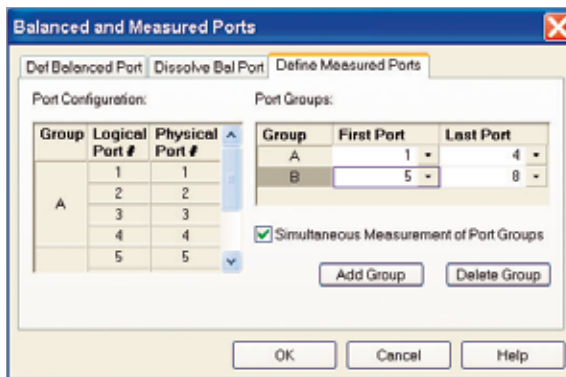 Balanced and Measured Ports
Def Balanced Port Dissolve Bal Port Define Measured Ports
Port Configuration: Port Groups:
Group Logical Port # Physical Port #
A
1 1
2 2
3 3
4 4
5 5
Group First Port Last Port
A 1 4
B 5 8
Simultaneous Measurement of Port Groups
Add Group Delete Group
OK Cancel Help